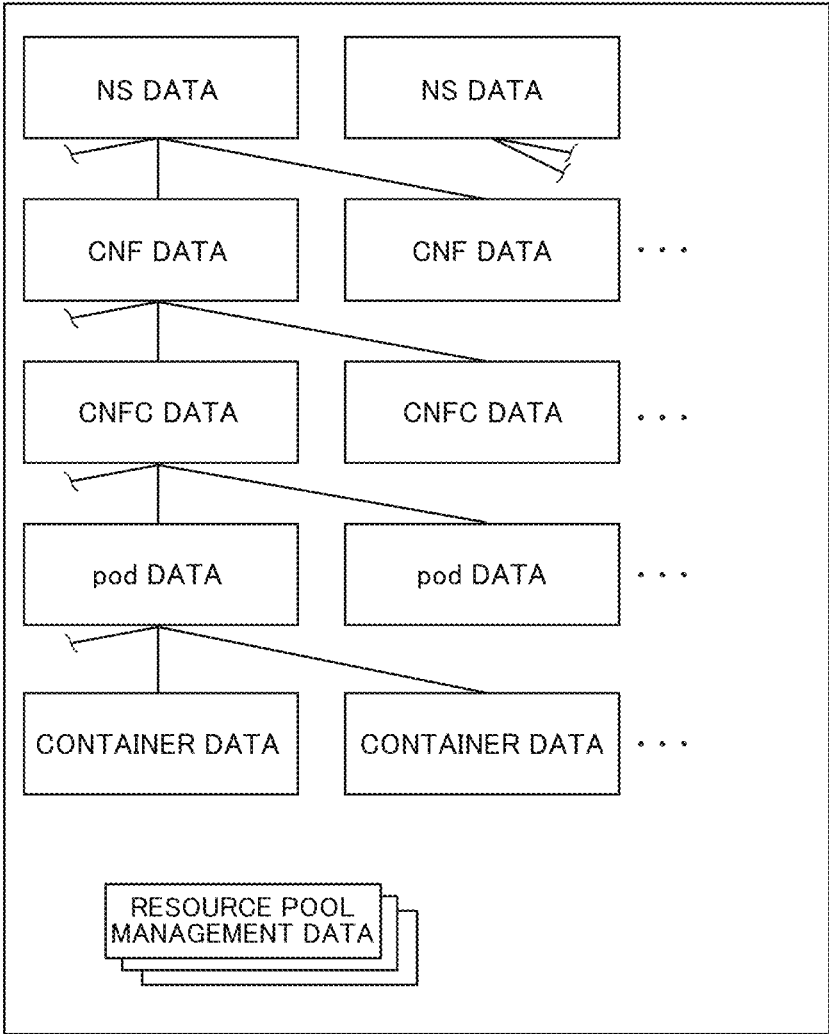 NS DATA
NS DATA
CNF DATA
CNF DATA
. . .
CNFC DATA
CNFC DATA
. . .
pod DATA
pod DATA
. . .
CONTAINER DATA
CONTAINER DATA
. . .
RESOURCE POOL
MANAGEMENT DATA